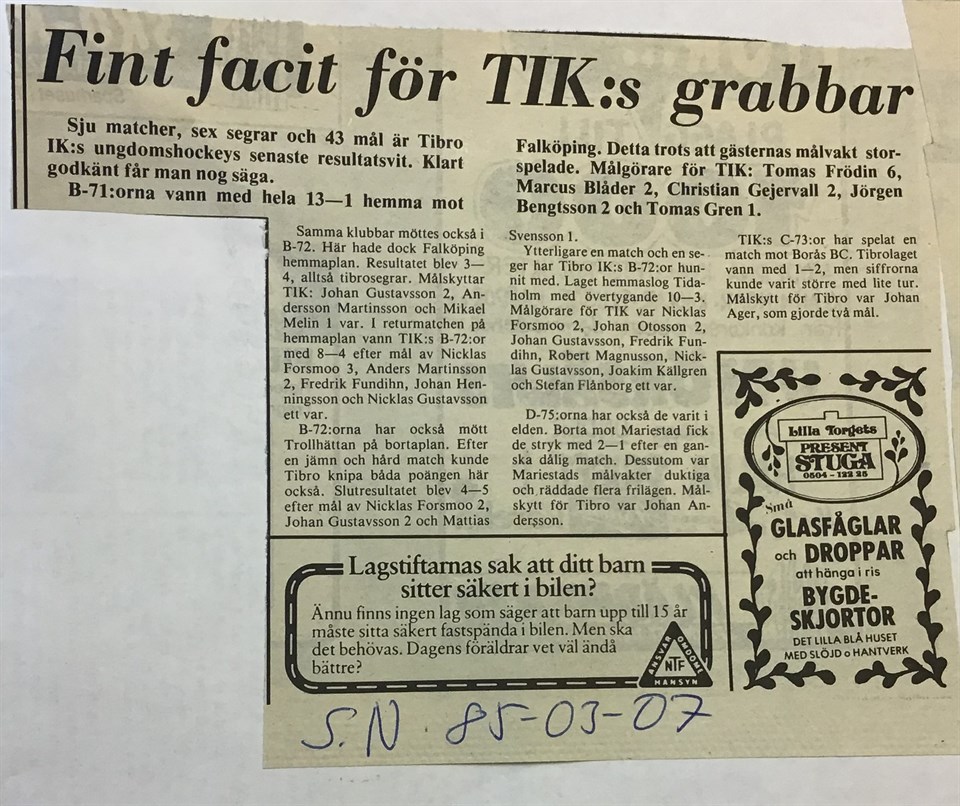 Fint facit för TIK:s grabbar
Sju matcher, sex segrar och 43 mål är Tibro
IK:s ungdomshockeys senaste resultatsvit. Klart
godkänt får man nog säga.
B-71:orna vann med hela 13—1 hemma mot
Falköping. Detta trots att gästernas målvakt stor-
spelade. Målgörare för TIK: Tomas Frödin 6,
Marcus Blåder 2, Christian Gejervall 2, Jörgen
Bengtsson 2 och Tomas Gren 1.
Samma klubbar möttes också i
B-72. Här hade dock Falköping
hemmaplan. Resultatet blev 3—
4, alltså tibrosegrar. Målskyttar
TIK: Johan Gustavsson 2, An-
dersson Martinsson och Mikael
Melin 1 var. I returmatchen på
hemmaplan vann TIK:s B-72:or
med 8—4 efter mål av Nicklas
Forsmoo 3, Anders Martinsson
2, Fredrik Fundihn, Johan Hen-
ningsson och Nicklas Gustavsson
ett var.
B-72:orna har också mött
Trollhättan på bortaplan. Efter
en jämn och hård match kunde
Tibro knipa båda poängen här
också. Slutresultatet blev 4—5
efter mål av Nicklas Forsmoo 2,
Johan Gustavsson 2 och Mattias
Svensson 1.
Ytterligare en match och en se-
ger har Tibro IK:s B-72:or hun-
nit med. Laget hemmaslog Tida-
holm med övertygande 10—3.
Målgörare för TIK var Nicklas
Forsmoo 2, Johan Otosson 2,
Johan Gustavsson, Fredrik Fun-
dihn, Robert Magnusson, Nick-
las Gustavsson, Joakim Källgren
och Stefan Flånborg ett var.
D-75:orna har också de varit i
elden. Borta mot Mariestad fick
de stryk med 2—1 efter en gan-
ska dålig match. Dessutom var
Mariestads målvakter duktiga
och räddade flera frilägen. Mål-
skytt för Tibro var Johan An-
dersson.
TIK:s C-73:or har spelat en
match mot Borås BC. Tibrolaget
vann med 1—2, men siffrorna
kunde varit större med lite tur.
Målskytt för Tibro var Johan
Ager, som gjorde två mål.
Lilla Torgets
PRESENT
STUGA
0504 - 122 25
Små
GLASFÅGLAR
och DROPPAR
att hänga i ris
BYGDE-
SKJORTOR
DET LILLA BLÅ HUSET
MED SLÖJD o HANTVERK
Lagstiftarnas sak att ditt barn
sitter säkert i bilen?
Ännu finns ingen lag som säger att barn upp till 15 år
måste sitta säkert fastspända i bilen. Men ska
det behövas. Dagens föräldrar vet väl ändå
bättre?
ANSVAR OMDÖME
NTF
HÄNSYN
S.N. 85-03-07